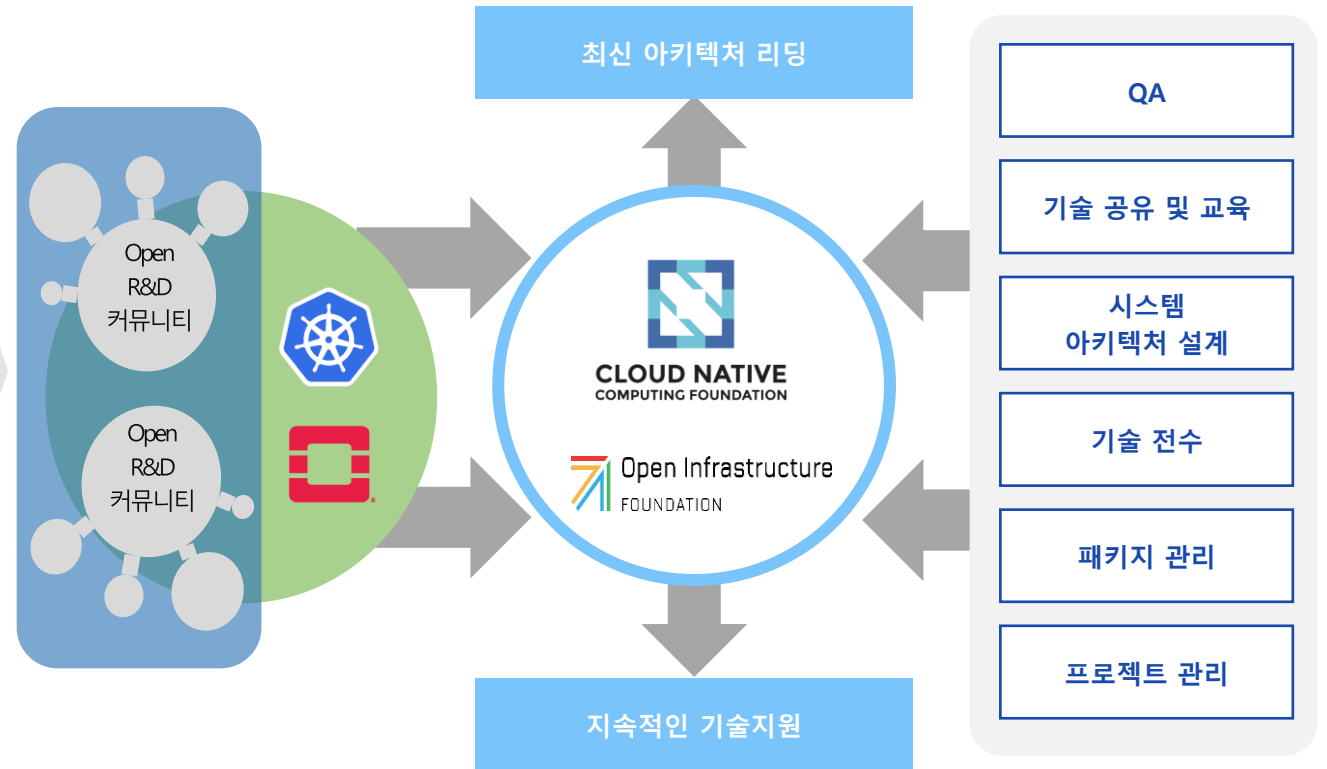 최신 아키텍처 리딩
Open
R&D
커뮤니티
Open
R&D
커뮤니티
CLOUD NATIVE
COMPUTING FOUNDATION
Open Infrastructure
FOUNDATION
지속적인 기술지원
QA
기술 공유 및 교육
시스템
아키텍처 설계
기술 전수
패키지 관리
프로젝트 관리